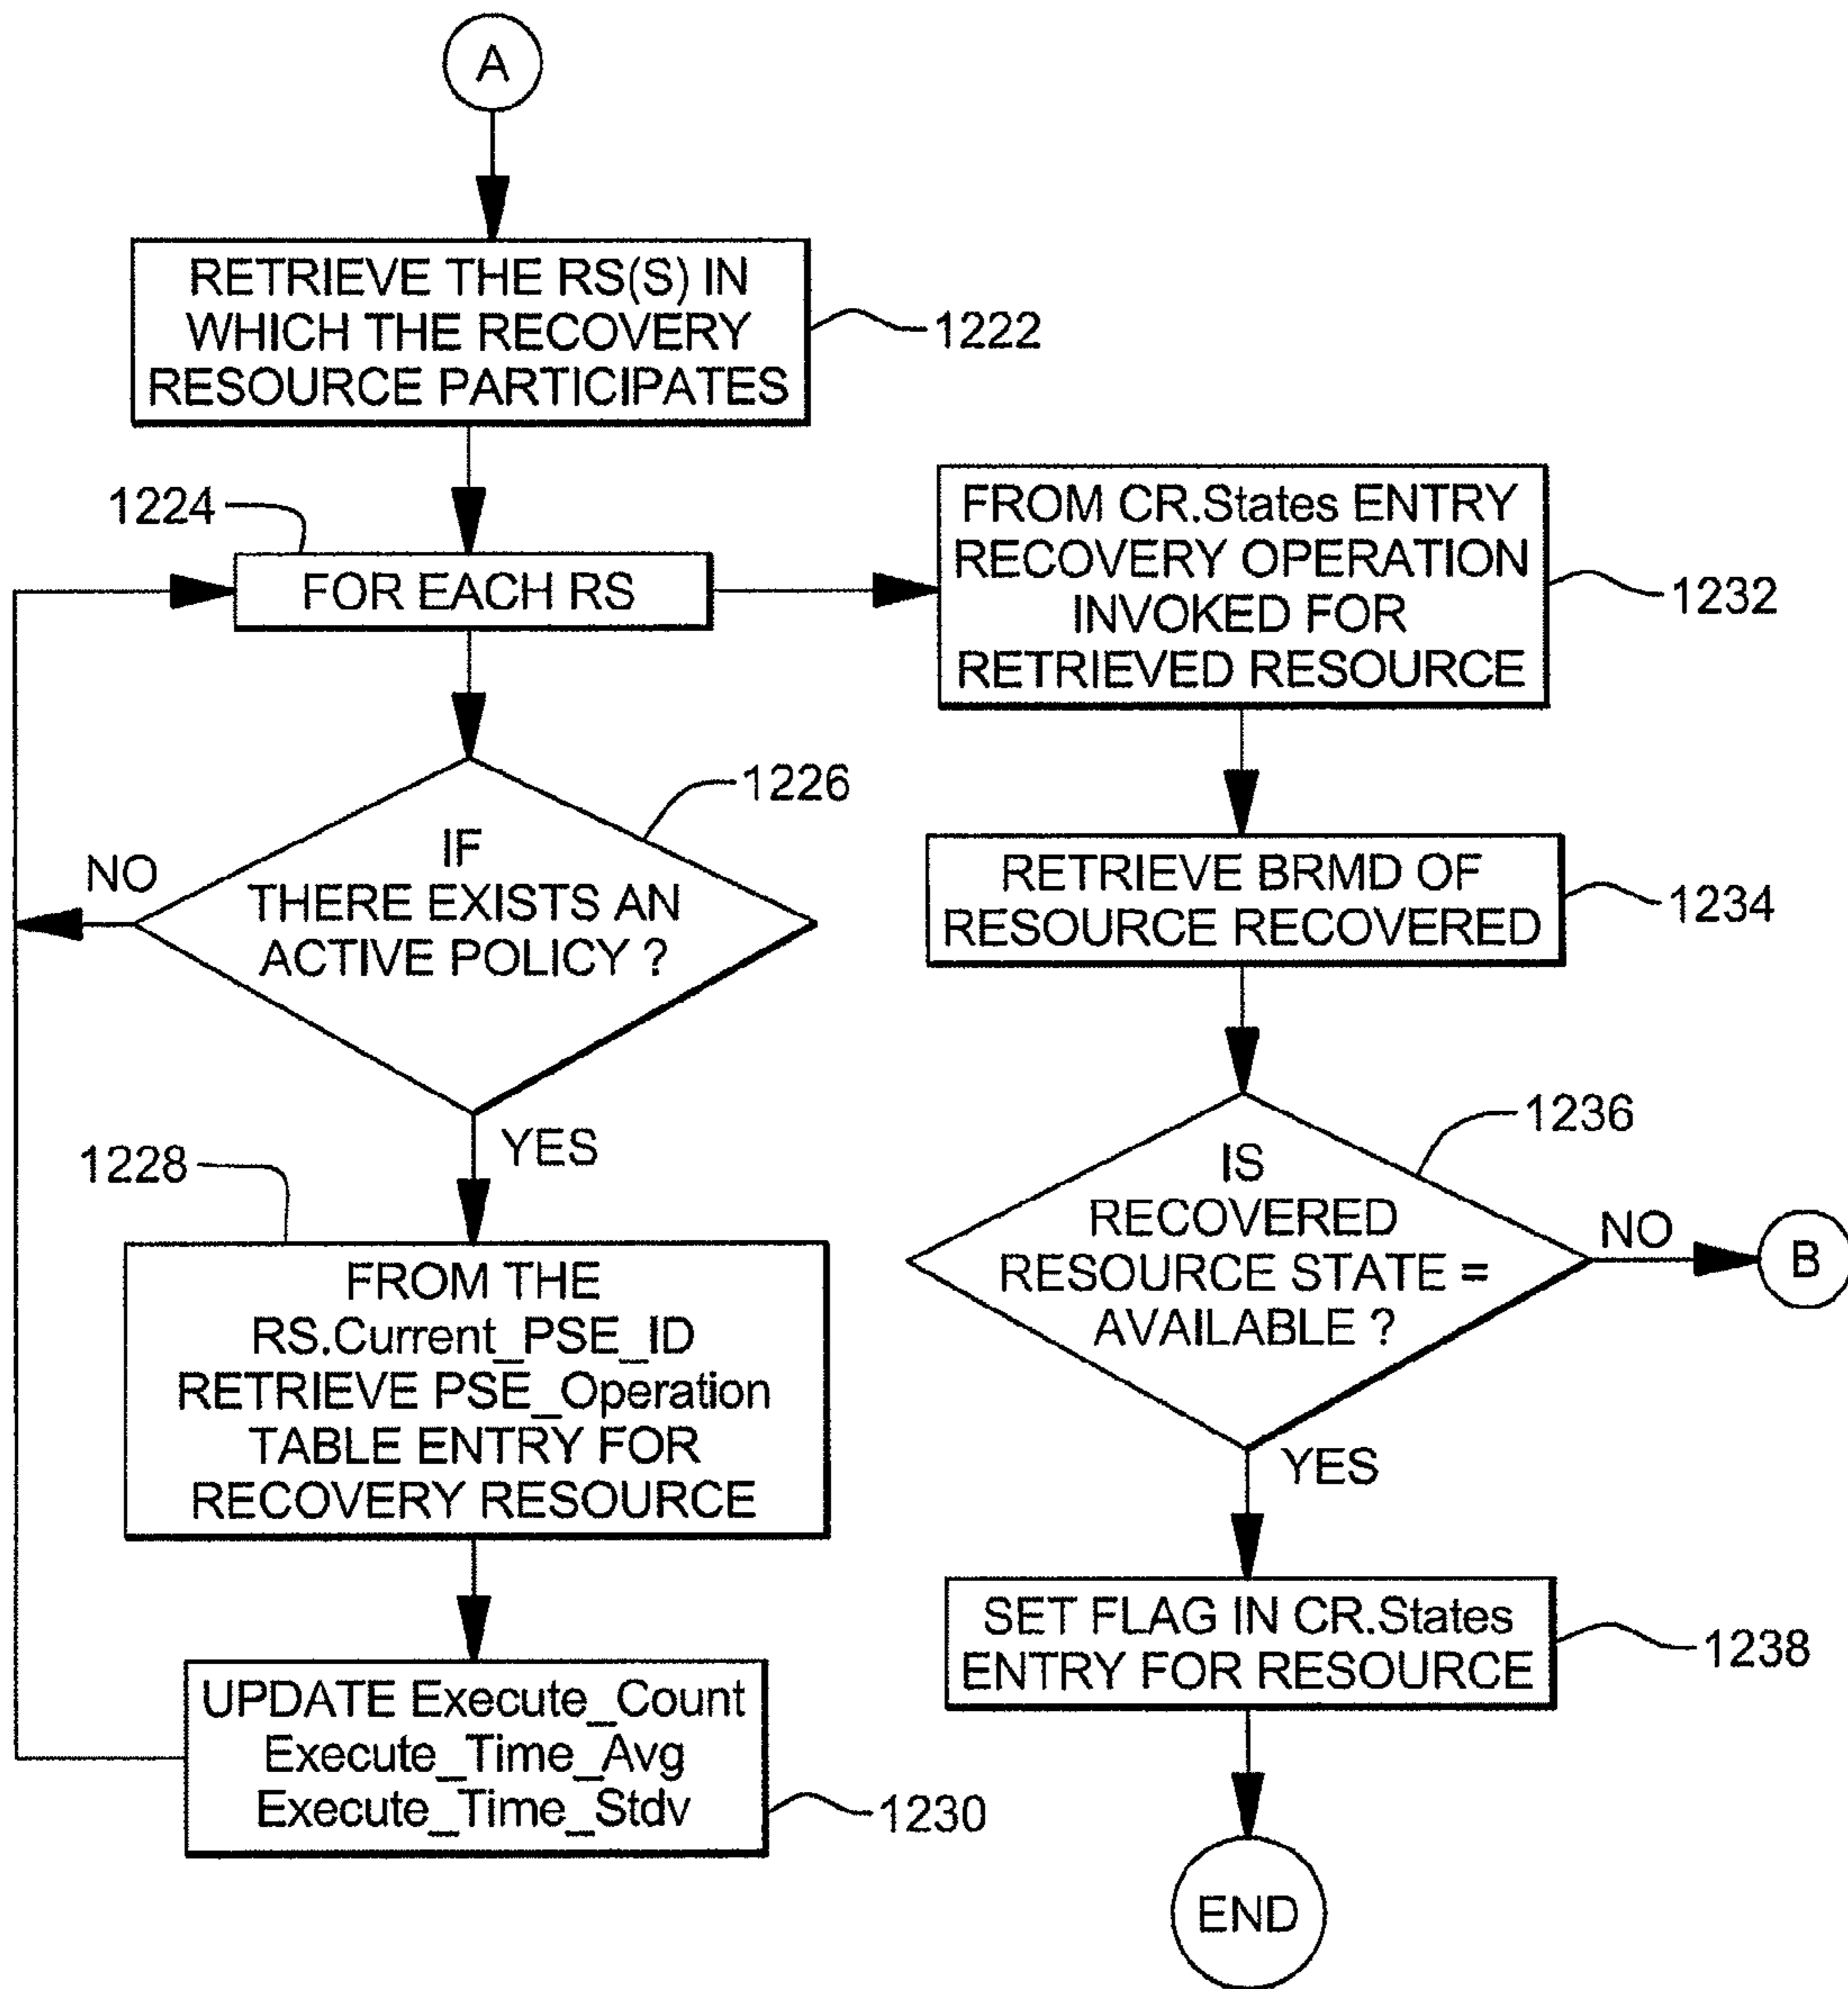 A
RETRIEVE THE RS(S) IN
WHICH THE RECOVERY
RESOURCE PARTICIPATES
1222
1224
FOR EACH RS
IF
THERE EXISTS AN
ACTIVE POLICY ?
1226
NO
YES
1228
FROM THE
RS.Current_PSE_ID
RETRIEVE PSE_Operation
TABLE ENTRY FOR
RECOVERY RESOURCE
UPDATE Execute_Count
Execute_Time_Avg
Execute_Time_Stdv
1230
FROM CR.States ENTRY
RECOVERY OPERATION
INVOKED FOR
RETRIEVED RESOURCE
1232
RETRIEVE BRMD OF
RESOURCE RECOVERED
1234
IS
RECOVERED
RESOURCE STATE =
AVAILABLE ?
1236
NO
B
YES
SET FLAG IN CR.States
ENTRY FOR RESOURCE
1238
END